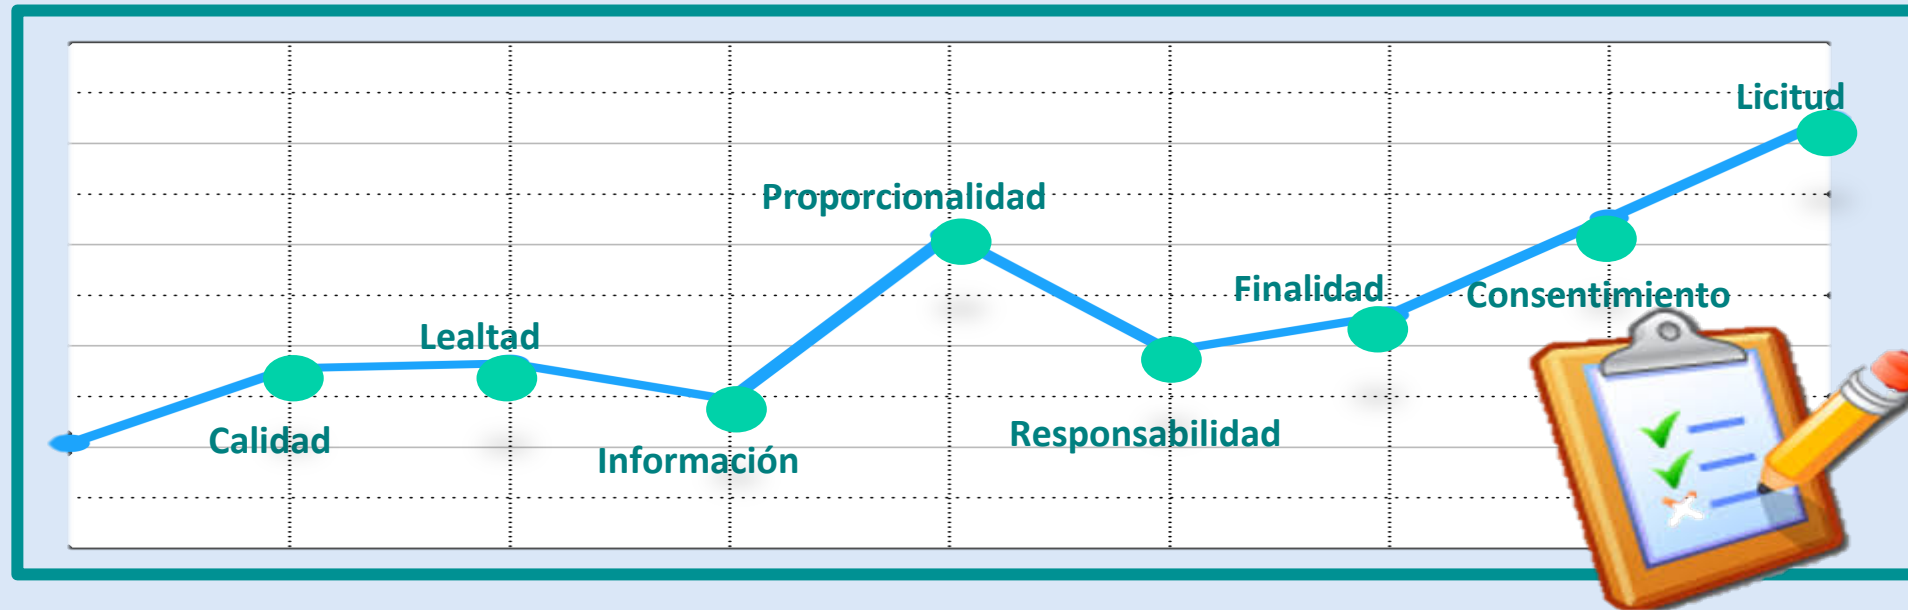 Licitud
Proporcionalidad
Finalidad
Consentimiento
Lealtad
Calidad
Responsabilidad
Información